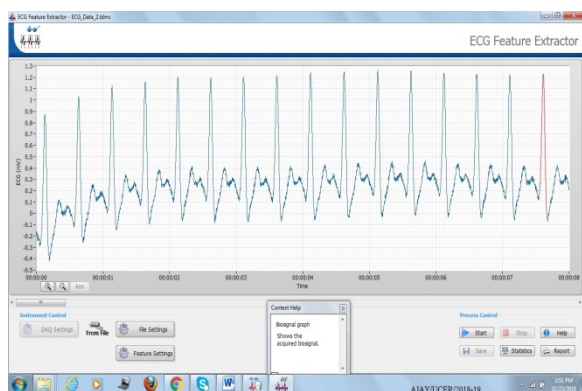 ECG Feature Extractor - ECG_Data_2.tdms
ECG Feature Extractor
1.3
1.2
1.1
1
0.9
0.8
0.7
0.6
0.5
0.4
0.3
0.2
0.1
0
-0.1
-0.2
-0.3
-0.4
-0.5
ECG (mV)
00:00:00 00:00:01 00:00:02 00:00:03 00:00:04 00:00:05 00:00:06 00:00:07 00:00:08
Time
Instrument Control
DAQ Settings
From File
File Settings
Feature Settings
Context Help
Biosignal graph
Shows the
acquired biosignal.
Process Control
Start Stop Help
Save Statistics Report
AJAY/UCER/2018-19
3:53 PM